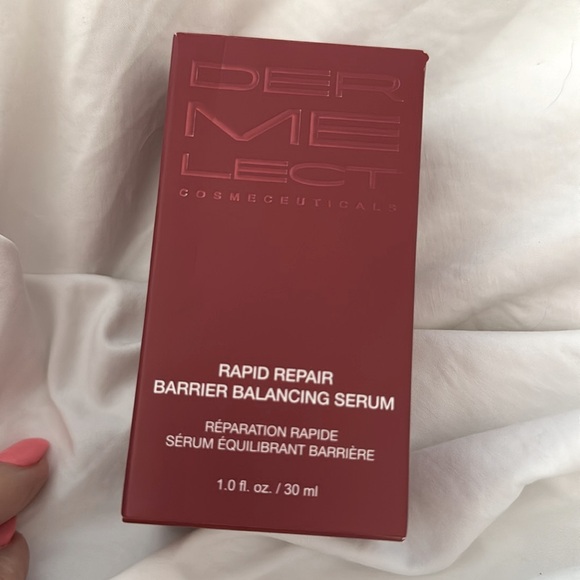 DER
ME
LECT
COSMECEUTICALS
RAPID REPAIR
BARRIER BALANCING SERUM
RÉPARATION RAPIDE
SÉRUM ÉQUILIBRANT BARRIÈRE
1.0 fl. oz. / 30 ml